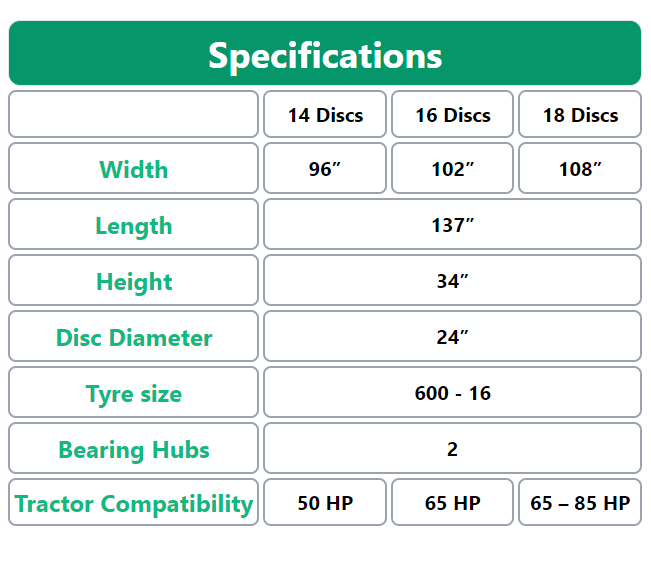 Specifications
14 Discs 16 Discs 18 Discs
Width 96” 102” 108”
Length 137”
Height 34”
Disc Diameter 24”
Tyre size 600 - 16
Bearing Hubs 2
Tractor Compatibility 50 HP 65 HP 65 – 85 HP